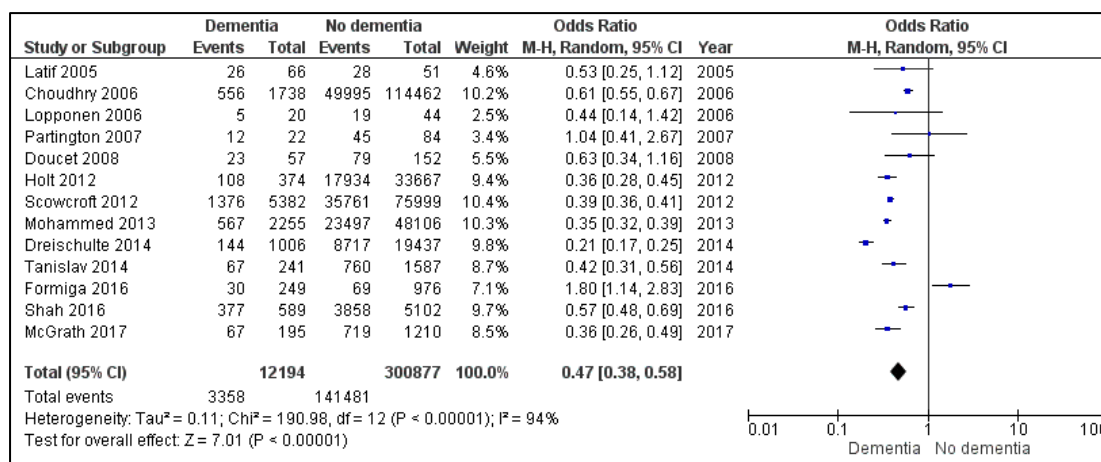 Dementia No dementia Odds Ratio Odds Ratio
Study or Subgroup Events Total Events Total Weight M-H, Random, 95% CI Year M-H, Random, 95% CI
Latif 2005 26 66 28 51 4.6% 0.53 [0.25, 1.12] 2005
Choudhry 2006 556 1738 49995 114462 10.2% 0.61 [0.55, 0.67] 2006
Lopponen 2006 5 20 19 44 2.5% 0.44 [0.14, 1.42] 2006
Partington 2007 12 22 45 84 3.4% 1.04 [0.41, 2.67] 2007
Doucet 2008 23 57 79 152 5.5% 0.63 [0.34, 1.16] 2008
Holt 2012 108 374 17934 33667 9.4% 0.36 [0.28, 0.45] 2012
Scowcroft 2012 1376 5382 35761 75999 10.4% 0.39 [0.36, 0.41] 2012
Mohammed 2013 567 2255 23497 48106 10.2% 0.35 [0.32, 0.39] 2013
Dreischulte 2014 144 1006 8717 19437 9.8% 0.21 [0.17, 0.25] 2014
Tanislav 2014 67 241 760 1587 8.7% 0.42 [0.31, 0.56] 2014
Formiga 2016 30 249 69 976 7.1% 1.80 [1.14, 2.83] 2016
Shah 2016 377 589 3858 5102 9.7% 0.57 [0.48, 0.69] 2016
McGrath 2017 67 195 719 1210 8.5% 0.36 [0.26, 0.49] 2017
Total (95% CI) 12194 300877 100.0% 0.47 [0.38, 0.58]
Total events 3358 141481
Heterogeneity: Tau² = 0.11; Chi² = 190.98, df = 12 (P < 0.00001); I² = 94%
Test for overall effect: Z = 7.01 (P < 0.00001)
0.01 0.1 1 10 100
Dementia No dementia